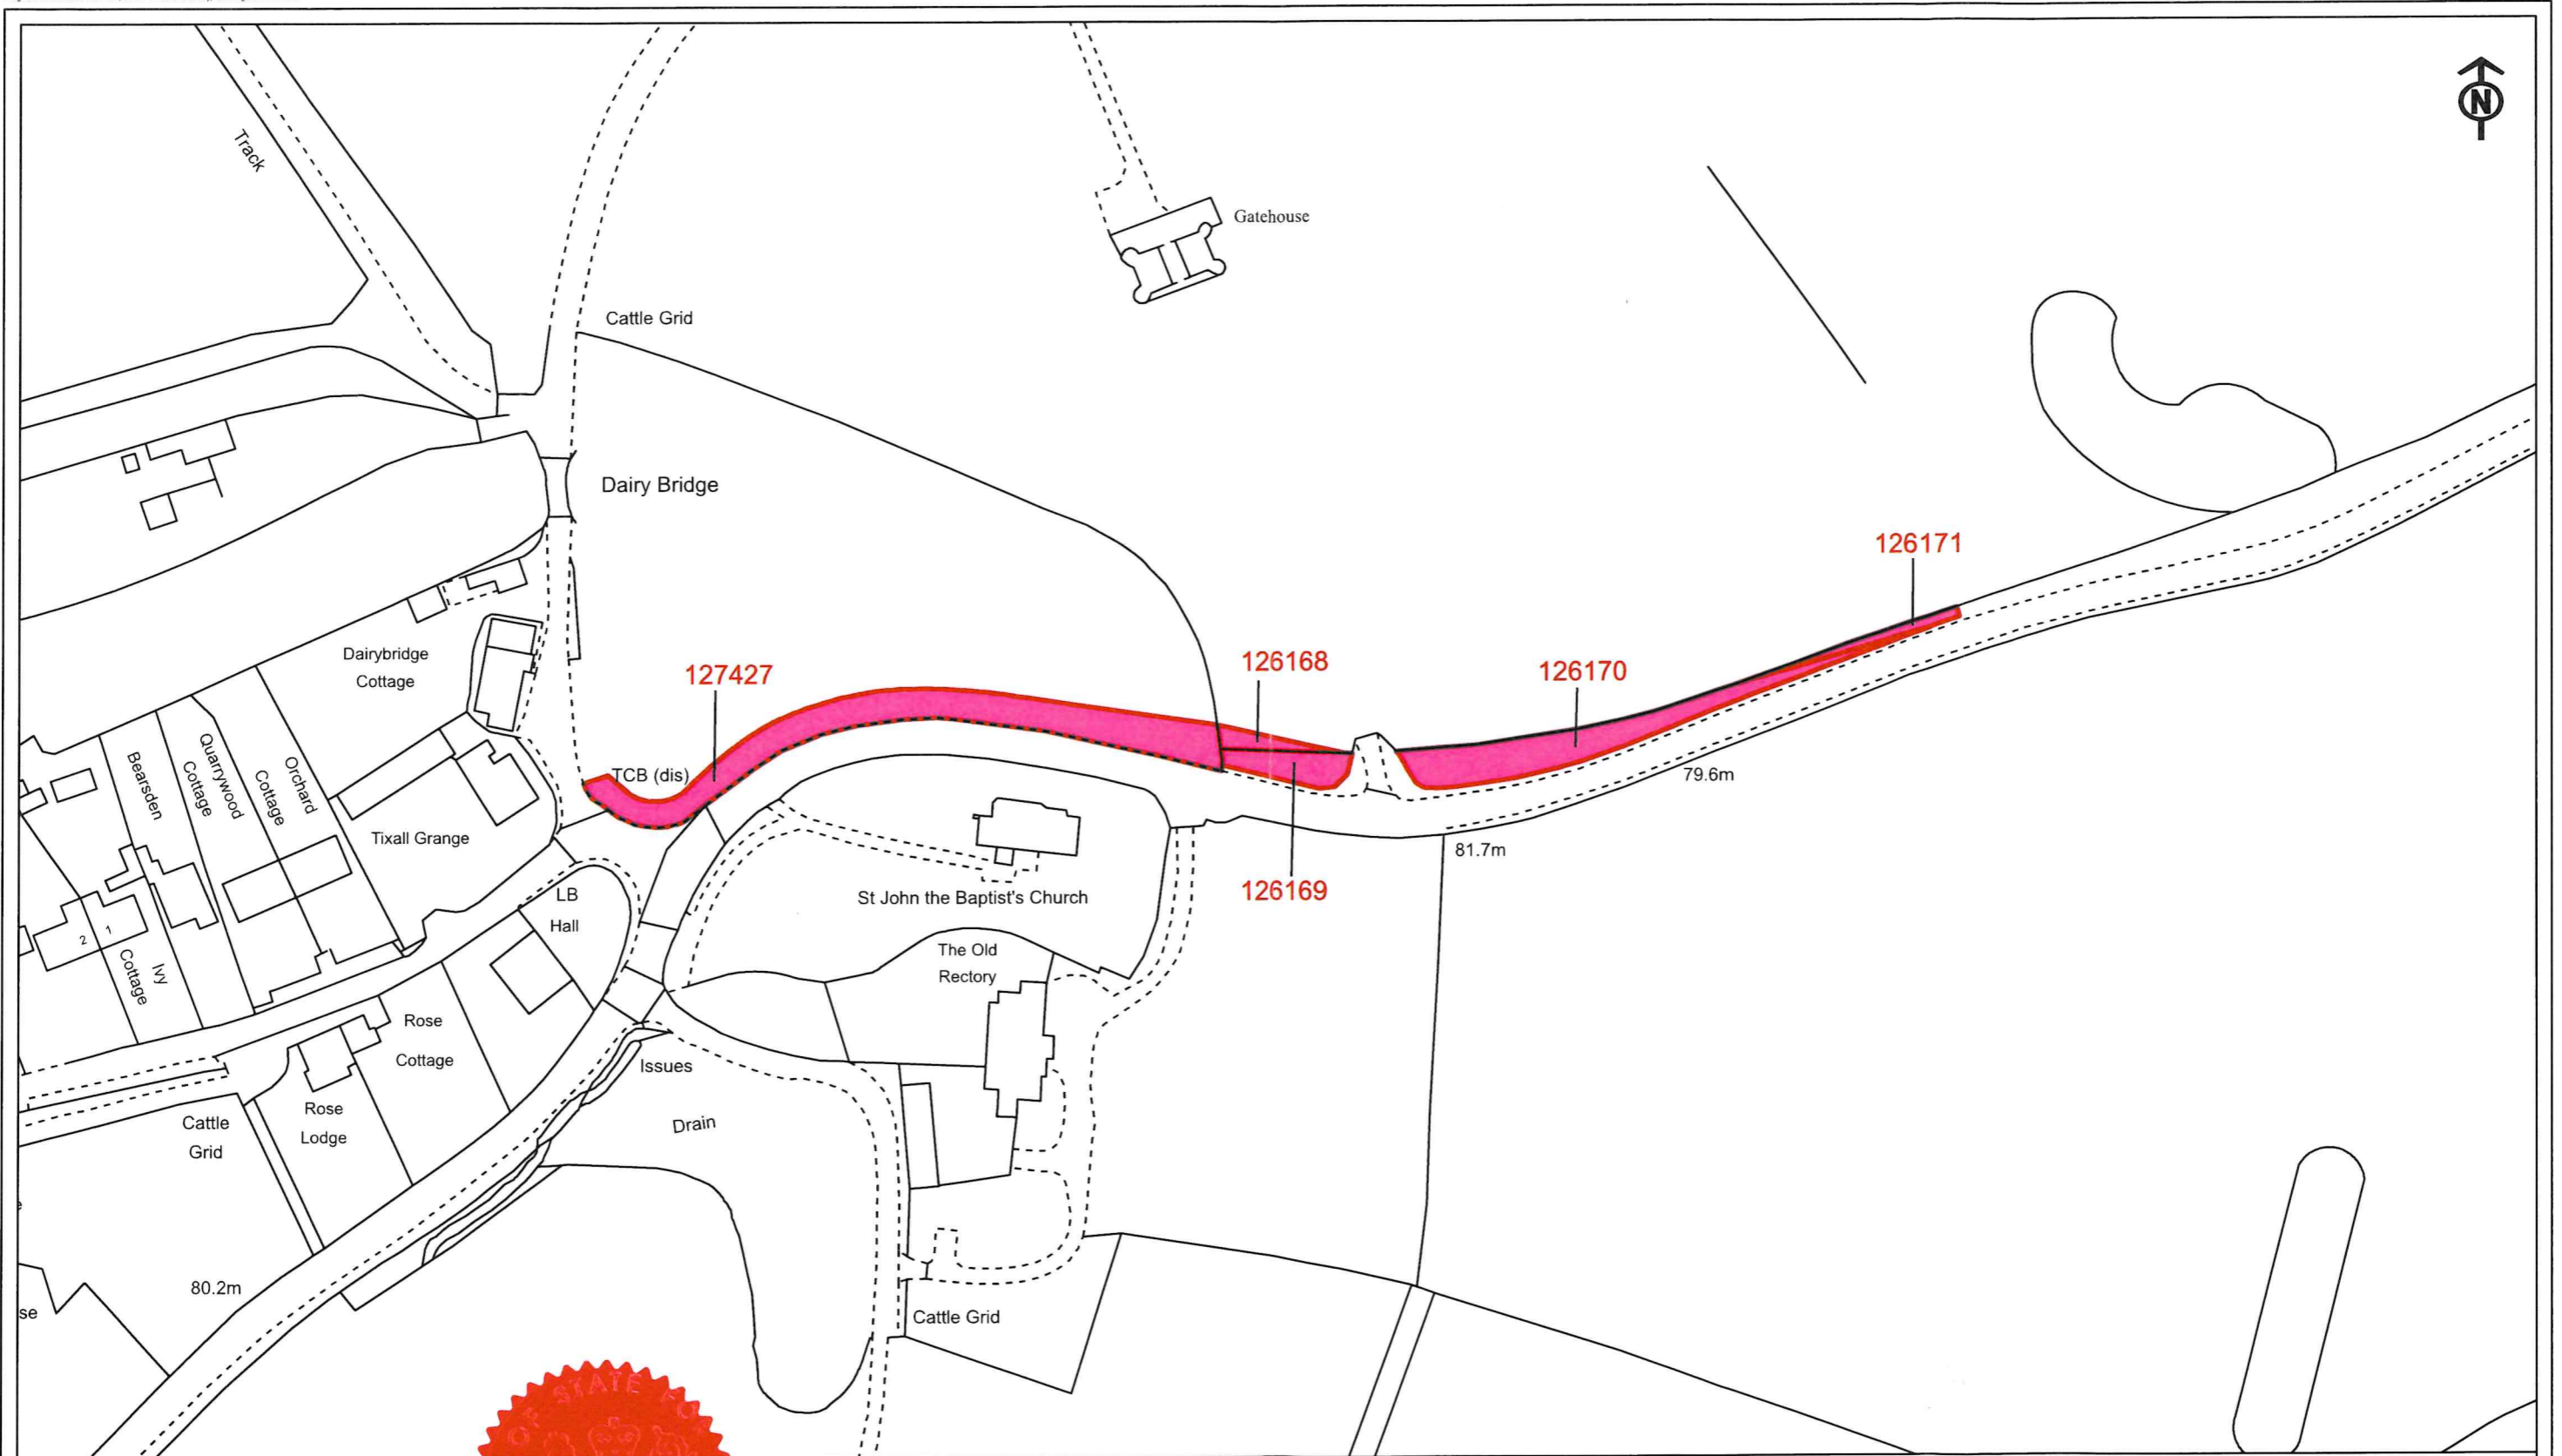 N
Track
Gatehouse
Cattle Grid
Dairy Bridge
126171
Dairybridge
Cottage
127427
126168
126170
TCB (dis)
79.6m
Bearsden
Quarrywood
Cottage
Orchard
Cottage
Tixall Grange
81.7m
126169
St John the Baptist's Church
LB
Hall
The Old
Rectory
2 1
Ivy
Cottage
Rose
Cottage
Issues
Rose
Lodge
Cattle
Grid
Drain
80.2m
se
Cattle Grid
STATE